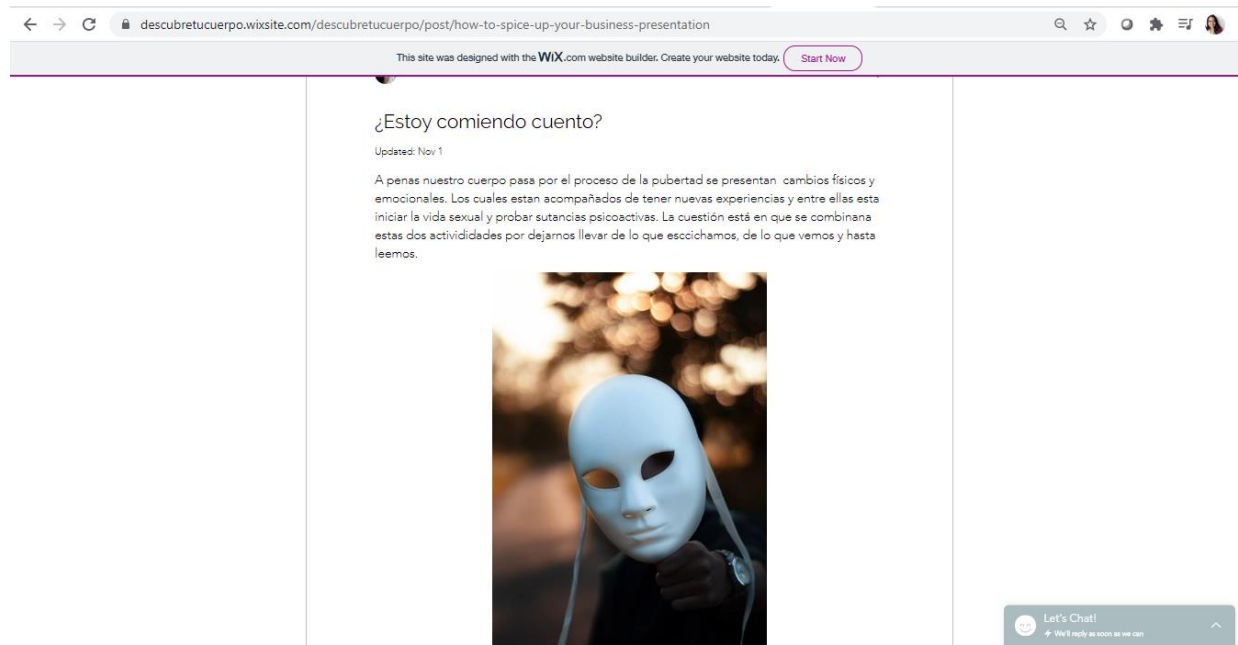 descubretucuerpo.wixsite.com/descubretucuerpo/post/how-to-spice-up-your-business-presentation
This site was designed with the WiX.com website builder. Create your website today. Start Now
¿Estoy comiendo cuento?
Updated: Nov 1
A penas nuestro cuerpo pasa por el proceso de la pubertad se presentan cambios físicos y
emocionales. Los cuales estan acompañados de tener nuevas experiencias y entre ellas esta
iniciar la vida sexual y probar sutancias psicoactivas. La cuestión está en que se combinana
estas dos activididades por dejarnos llevar de lo que esccichamos, de lo que vemos y hasta
leemos.
Let's Chat!
We'll reply as soon as we can